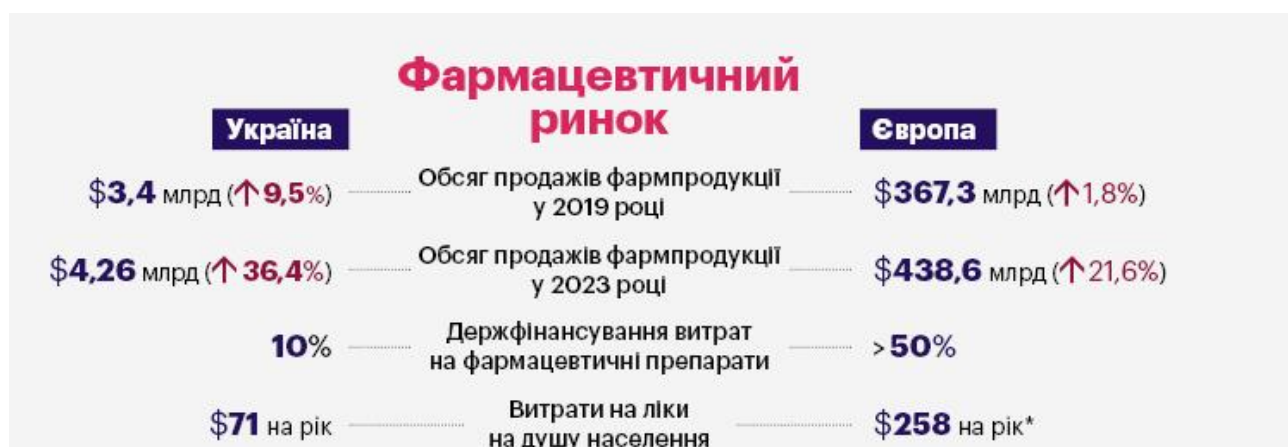 Фармацевтичний
ринок
Україна
Європа
$3,4 млрд (↑9,5%)
Обсяг продажів фармпродукції
у 2019 році
$367,3 млрд (↑1,8%)
$4,26 млрд (↑36,4%)
Обсяг продажів фармпродукції
у 2023 році
$438,6 млрд (↑21,6%)
10%
Держфінансування витрат
на фармацевтичні препарати
>50%
$71 на рік
Витрати на ліки
на душу населення
$258 на рік*